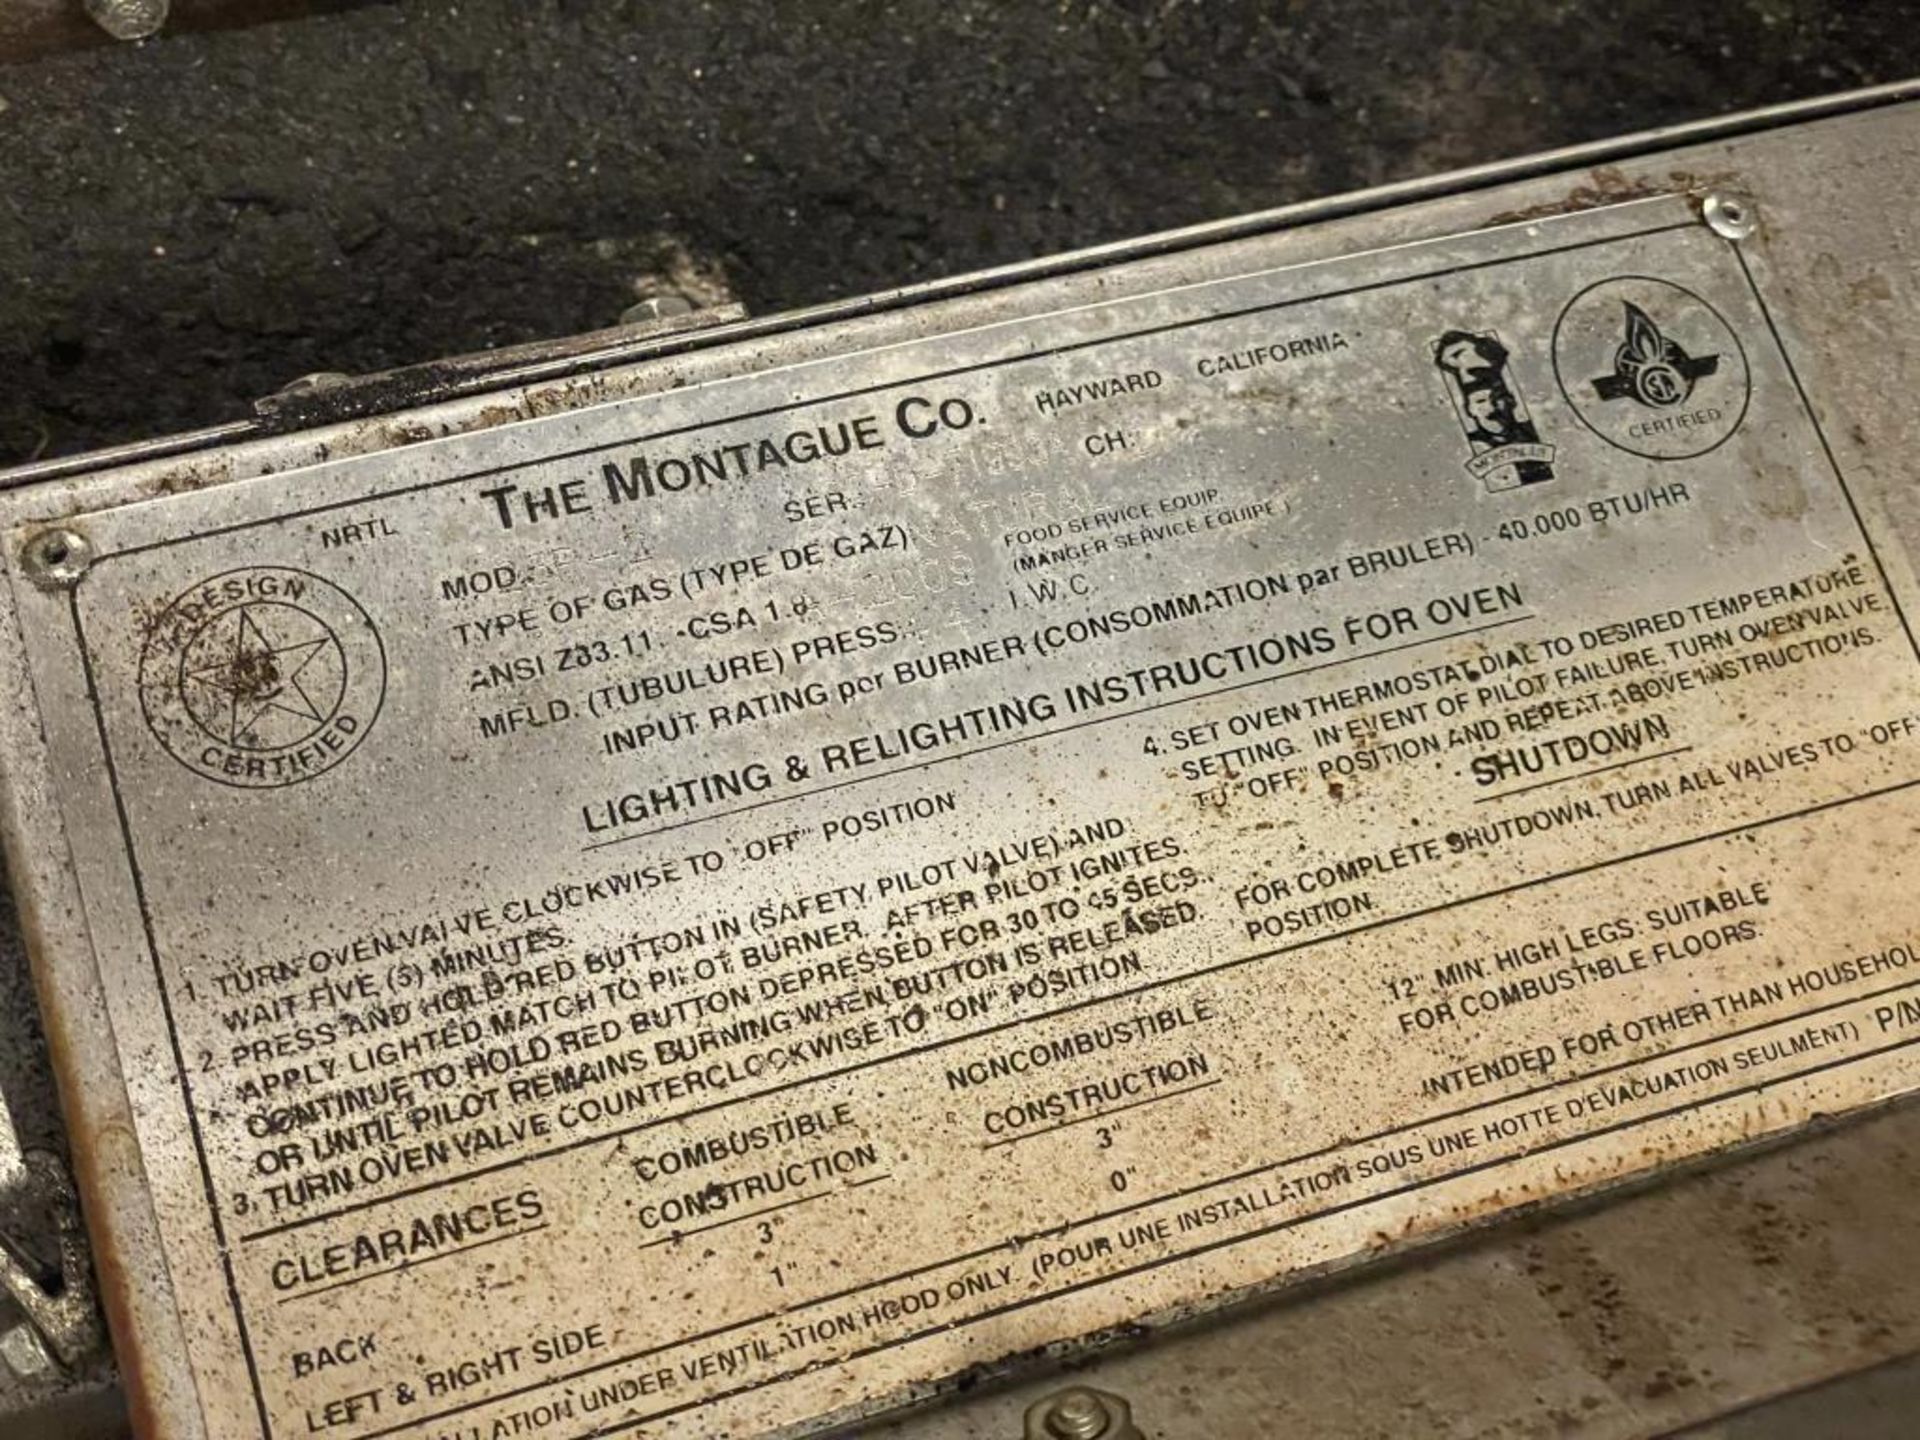 NRTL THE MONTAGUE CO. HAYWARD CALIFORNIA
DESIGN CERTIFIED
MOD. SER. CH:
TYPE OF GAS (TYPE DE GAZ) FOOD SERVICE EQUIP.
(MANGER SERVICE EQUIPE)
ANSI Z83.11 - CSA 1.8 2009
MFLD. (TUBULURE) PRESS. I.W.C.
INPUT RATING per BURNER (CONSOMMATION par BRULER) - 40,000 BTU/HR
CERTIFIED
LIGHTING & RELIGHTING INSTRUCTIONS FOR OVEN
1. TURN OVEN VALVE CLOCKWISE TO "OFF" POSITION
WAIT FIVE (5) MINUTES.
2. PRESS AND HOLD RED BUTTON IN (SAFETY PILOT VALVE) AND
APPLY LIGHTED MATCH TO PILOT BURNER. AFTER PILOT IGNITES,
CONTINUE TO HOLD RED BUTTON DEPRESSED FOR 30 TO 45 SECS.,
OR UNTIL PILOT REMAINS BURNING WHEN BUTTON IS RELEASED.
3. TURN OVEN VALVE COUNTERCLOCKWISE TO "ON" POSITION
4. SET OVEN THERMOSTAT DIAL TO DESIRED TEMPERATURE
SETTING. IN EVENT OF PILOT FAILURE, TURN OVEN VALVE
TO "OFF" POSITION AND REPEAT ABOVE INSTRUCTIONS.
SHUTDOWN
FOR COMPLETE SHUTDOWN, TURN ALL VALVES TO "OFF"
POSITION.
CLEARANCES COMBUSTIBLE CONSTRUCTION NONCOMBUSTIBLE CONSTRUCTION
BACK 3" 3"
LEFT & RIGHT SIDE 1" 0"
12" MIN. HIGH LEGS: SUITABLE
FOR COMBUSTIBLE FLOORS.
INTENDED FOR OTHER THAN HOUSEHOL
UNDER VENTILATION HOOD ONLY. (POUR UNE INSTALLATION SOUS UNE HOTTE D'EVACUATION SEULMENT) P/N